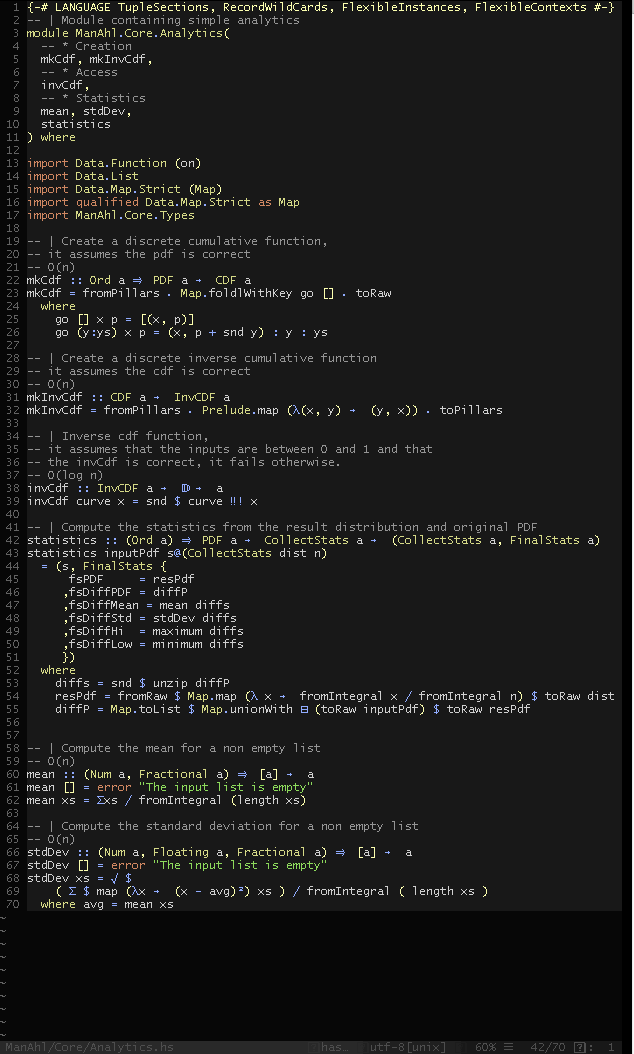 1 {-# LANGUAGE TupleSections, RecordWildCards, FlexibleInstances, FlexibleContexts #-}
2 -- | Module containing simple analytics
3 module ManAhl.Core.Analytics(
4   -- * Creation
5   mkCdf, mkInvCdf,
6   -- * Access
7   invCdf,
8   -- * Statistics
9   mean, stdDev,
10   statistics
11 ) where
12
13 import Data.Function (on)
14 import Data.List
15 import Data.Map.Strict (Map)
16 import qualified Data.Map.Strict as Map
17 import ManAhl.Core.Types
18
19 -- | Create a discrete cumulative function,
20 -- it assumes the pdf is correct
21 -- O(n)
22 mkCdf :: Ord a ⇒ PDF a → CDF a
23 mkCdf = fromPillars . Map.foldlWithKey go [] . toRaw
24   where
25     go [] x p = [(x, p)]
26     go (y:ys) x p = (x, p + snd y) : y : ys
27
28 -- | Create a discrete inverse cumulative function
29 -- it assumes the cdf is correct
30 -- O(n)
31 mkInvCdf :: CDF a → InvCDF a
32 mkInvCdf = fromPillars . Prelude.map (λ(x, y) → (y, x)) . toPillars
33
34 -- | Inverse cdf function,
35 -- it assumes that the inputs are between 0 and 1 and that
36 -- the invCdf is correct, it fails otherwise.
37 -- O(log n)
38 invCdf :: InvCDF a → 𝔻 → a
39 invCdf curve x = snd $ curve !!! x
40
41 -- | Compute the statistics from the result distribution and original PDF
42 statistics :: (Ord a) ⇒ PDF a → CollectStats a → (CollectStats a, FinalStats a)
43 statistics inputPdf s@(CollectStats dist n)
44   = (s, FinalStats {
45       fsPDF     = resPdf
46      ,fsDiffPDF = diffP
47      ,fsDiffMean = mean diffs
48      ,fsDiffStd = stdDev diffs
49      ,fsDiffHi  = maximum diffs
50      ,fsDiffLow = minimum diffs
51      })
52   where
53     diffs = snd $ unzip diffP
54     resPdf = fromRaw $ Map.map (λ x → fromIntegral x / fromIntegral n) $ toRaw dist
55     diffP = Map.toList $ Map.unionWith ⊟ (toRaw inputPdf) $ toRaw resPdf
56
57
58 -- | Compute the mean for a non empty list
59 -- O(n)
60 mean :: (Num a, Fractional a) ⇒ [a] → a
61 mean [] = error "The input list is empty"
62 mean xs = Σxs / fromIntegral (length xs)
63
64 -- | Compute the standard deviation for a non empty list
65 -- O(n)
66 stdDev :: (Num a, Floating a, Fractional a) ⇒ [a] → a
67 stdDev [] = error "The input list is empty"
68 stdDev xs = √ $
69     ( Σ $ map (λx → (x - avg)²) xs ) / fromIntegral ( length xs )
70   where avg = mean xs
~
~
~
~
~
~
~
~
~
~
ManAhl/Core/Analytics.hs has… utf-8[unix] 60% ☰ 42/70 ?: 1